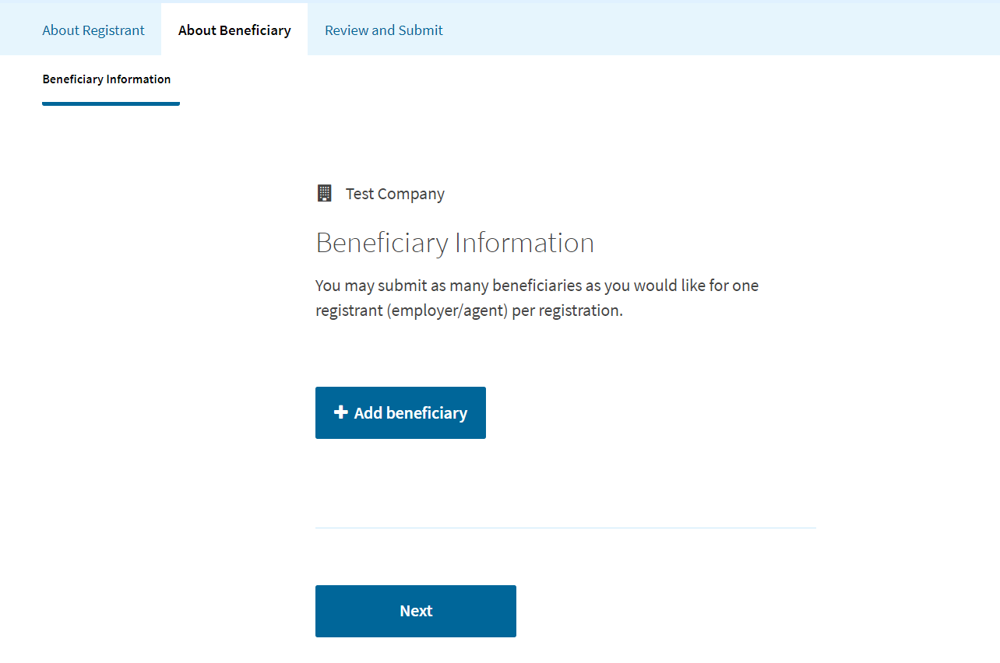 About Registrant
About Beneficiary
Review and Submit
Beneficiary Information
Test Company
Beneficiary Information
You may submit as many beneficiaries as you would like for one
registrant (employer/agent) per registration.
Add beneficiary
Next